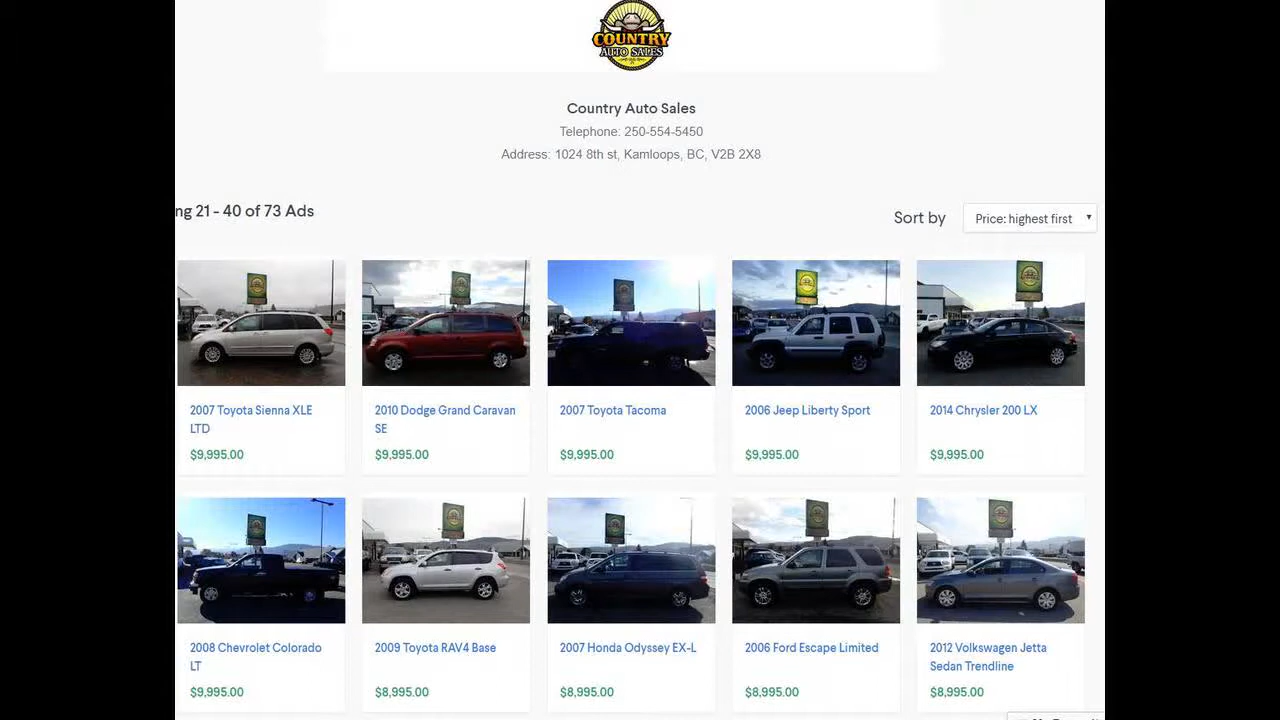 COUNTRY
AUTO SALES
Country Auto Sales
Telephone: 250-554-5450
Address: 1024 8th st, Kamloops, BC, V2B 2X8
ng 21 - 40 of 73 Ads
Sort by
Price: highest first
2007 Toyota Sienna XLE
LTD
$9,995.00
2010 Dodge Grand Caravan
SE
$9,995.00
2007 Toyota Tacoma
$9,995.00
2006 Jeep Liberty Sport
$9,995.00
2014 Chrysler 200 LX
$9,995.00
2008 Chevrolet Colorado
LT
$9,995.00
2009 Toyota RAV4 Base
$8,995.00
2007 Honda Odyssey EX-L
$8,995.00
2006 Ford Escape Limited
$8,995.00
2012 Volkswagen Jetta
Sedan Trendline
$8,995.00